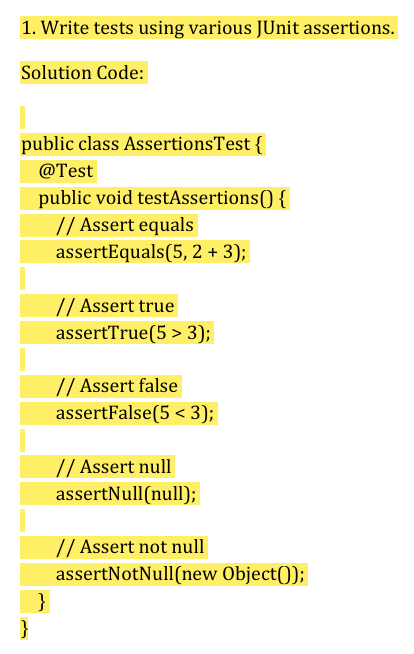 1. Write tests using various JUnit assertions.
Solution Code:
public class AssertionsTest {
@Test
public void testAssertions() {
// Assert equals
assertEquals(5, 2 + 3);
// Assert true
assertTrue(5 > 3);
// Assert false
assertFalse(5 < 3);
// Assert null
assertNull(null);
// Assert not null
assertNotNull(new Object());
}
}